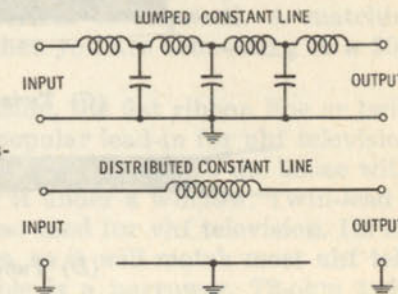 LUMPED CONSTANT LINE
INPUT
OUTPUT
DISTRIBUTED CONSTANT LINE
INPUT
OUTPUT